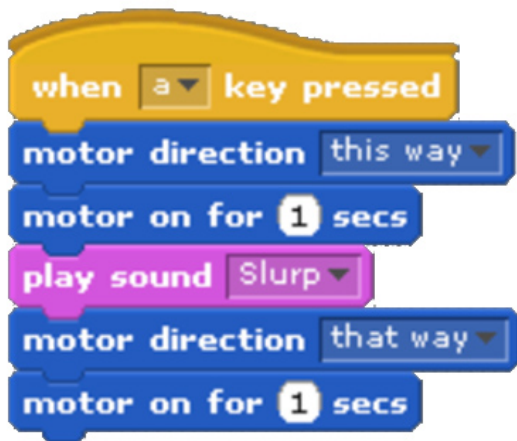 when a key pressed
motor direction this way
motor on for 1 secs
play sound Slurp
motor direction that way
motor on for 1 secs